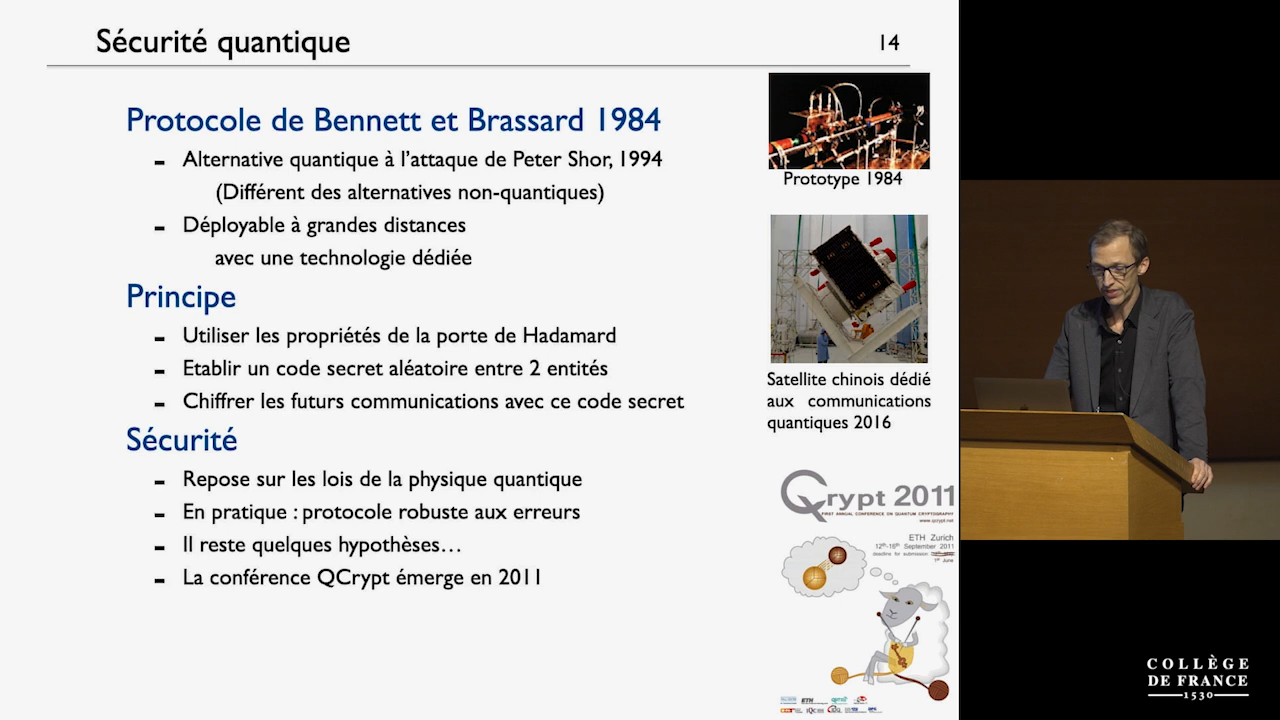 Sécurité quantique
14
Protocole de Bennett et Brassard 1984
- Alternative quantique à l’attaque de Peter Shor, 1994
(Différent des alternatives non-quantiques)
- Déployable à grandes distances
avec une technologie dédiée
Principe
- Utiliser les propriétés de la porte de Hadamard
- Etablir un code secret aléatoire entre 2 entités
- Chiffrer les futurs communications avec ce code secret
Sécurité
- Repose sur les lois de la physique quantique
- En pratique : protocole robuste aux erreurs
- Il reste quelques hypothèses…
- La conférence QCrypt émerge en 2011
Prototype 1984
Satellite chinois dédié
aux communications
quantiques 2016
Qcrypt 2011
FIRST ANNUAL CONFERENCE ON QUANTUM CRYPTOGRAPHY
www.qcrypt.net
ETH Zurich
12th-16th September 2011
deadline for submission
1st June
ETH
COLLÈGE
DE FRANCE
1530